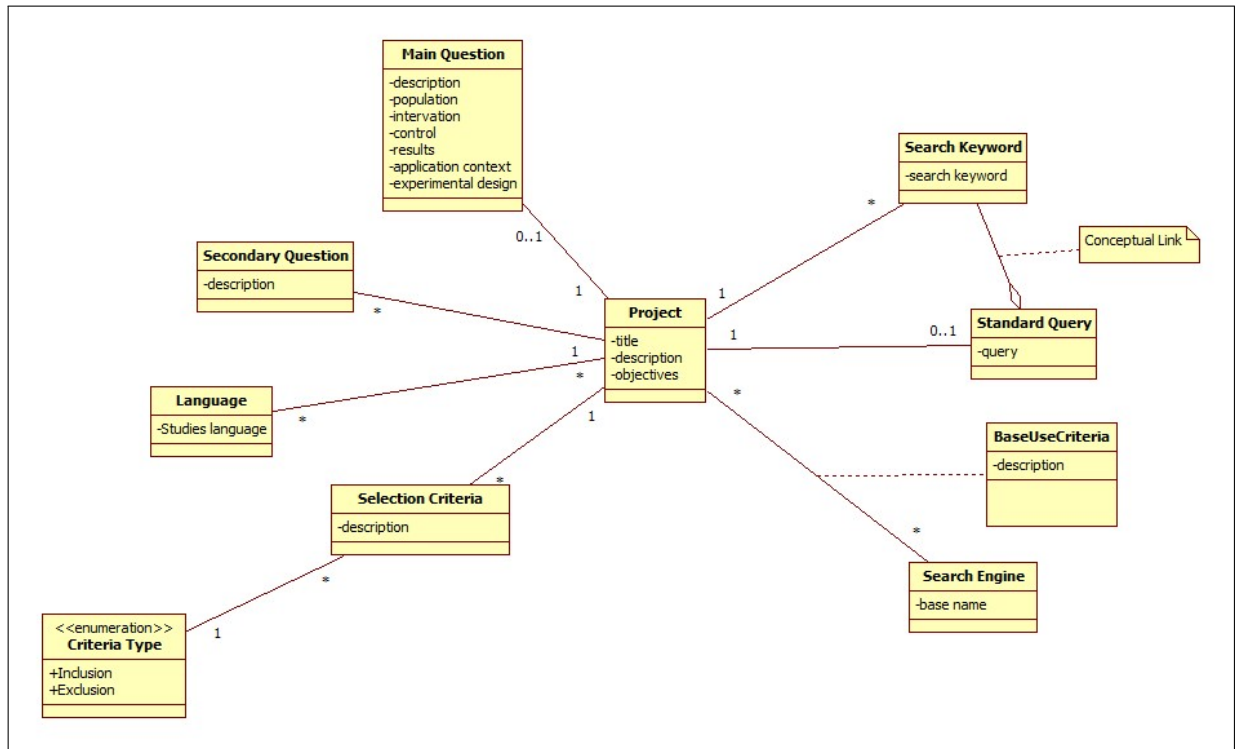 Main Question
-description
-population
-intervation
-control
-results
-application context
-experimental design
0..1
1
Secondary Question
-description
*
1
Language
-Studies language
*
*
Project
-title
-description
-objectives
Search Keyword
-search keyword
*
1
Conceptual Link
Standard Query
-query
1
0..1
BaseUseCriteria
-description
*
*
Search Engine
-base name
Selection Criteria
-description
1
*
*
1
<<enumeration>>
Criteria Type
+Inclusion
+Exclusion